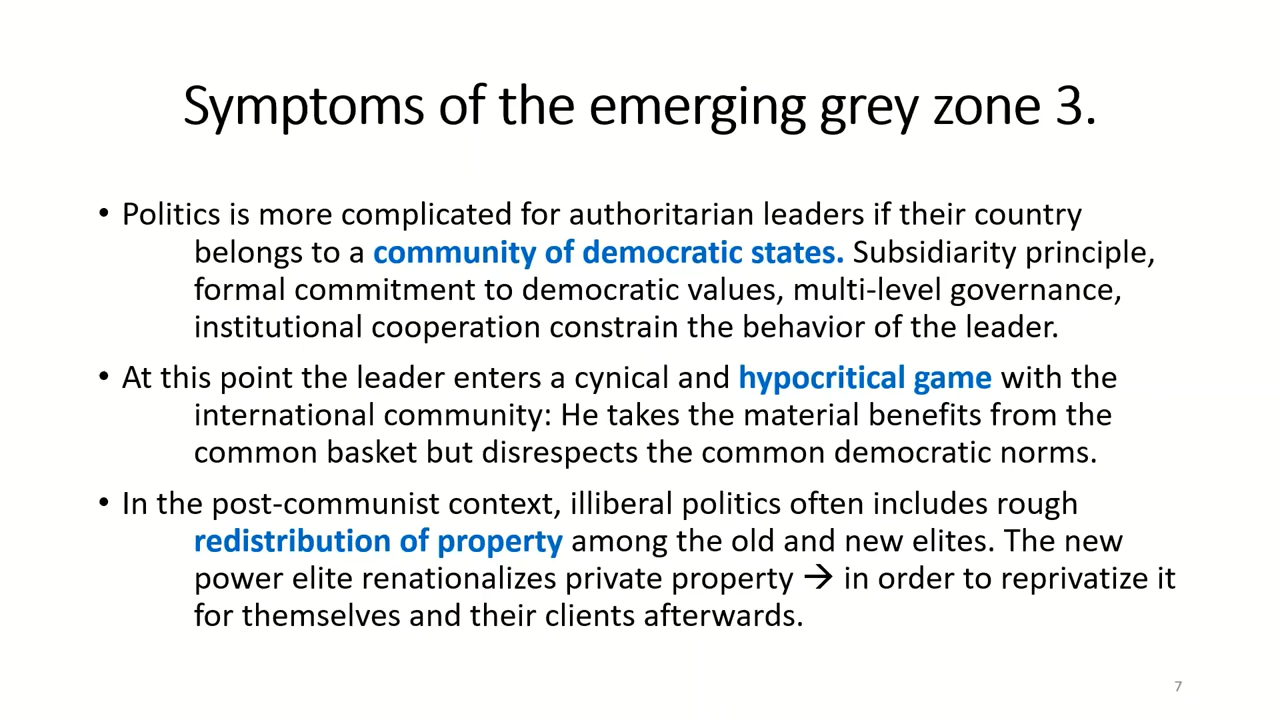 Symptoms of the emerging grey zone 3.
• Politics is more complicated for authoritarian leaders if their country
belongs to a community of democratic states. Subsidiarity principle,
formal commitment to democratic values, multi-level governance,
institutional cooperation constrain the behavior of the leader.
• At this point the leader enters a cynical and hypocritical game with the
international community: He takes the material benefits from the
common basket but disrespects the common democratic norms.
• In the post-communist context, illiberal politics often includes rough
redistribution of property among the old and new elites. The new
power elite renationalizes private property → in order to reprivatize it
for themselves and their clients afterwards.
7